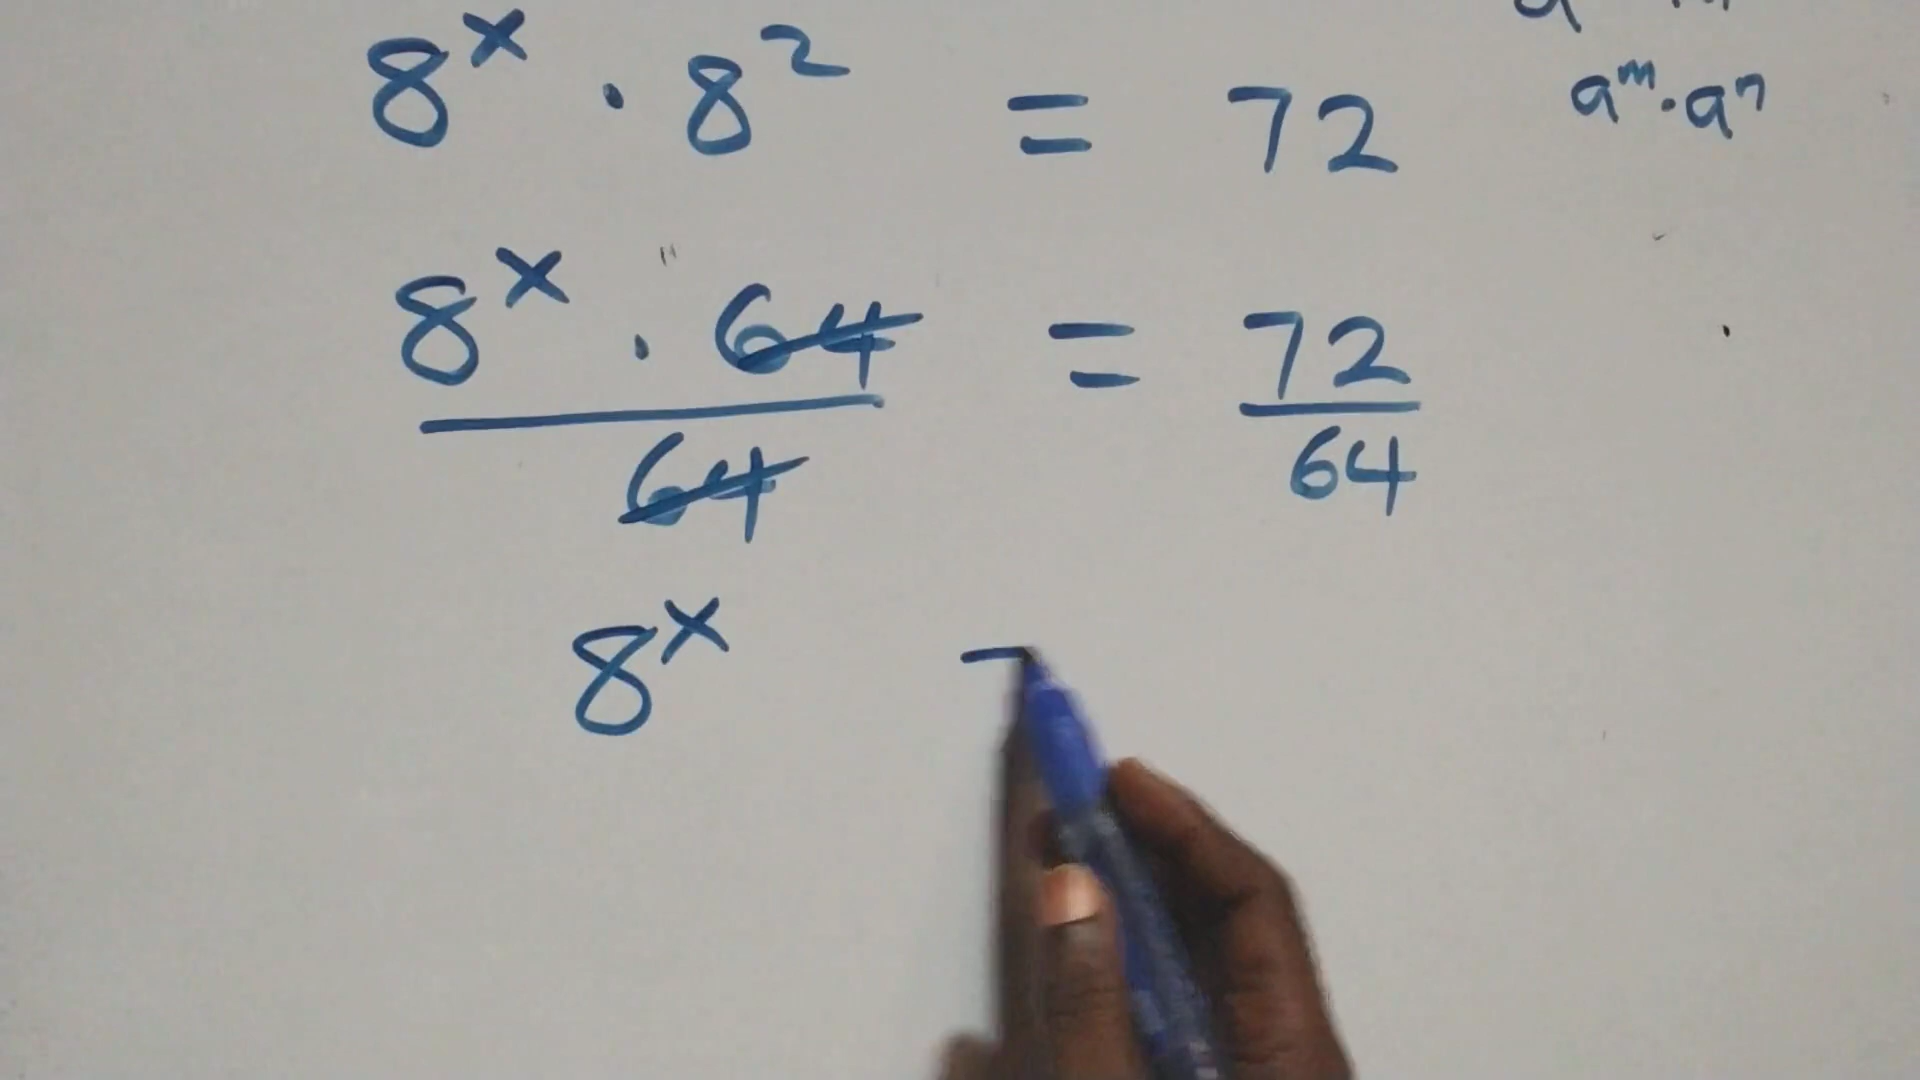 8^x · 8^2 = 72
a^m · a^n
8^x · 64 / 64 = 72 / 64
8^x